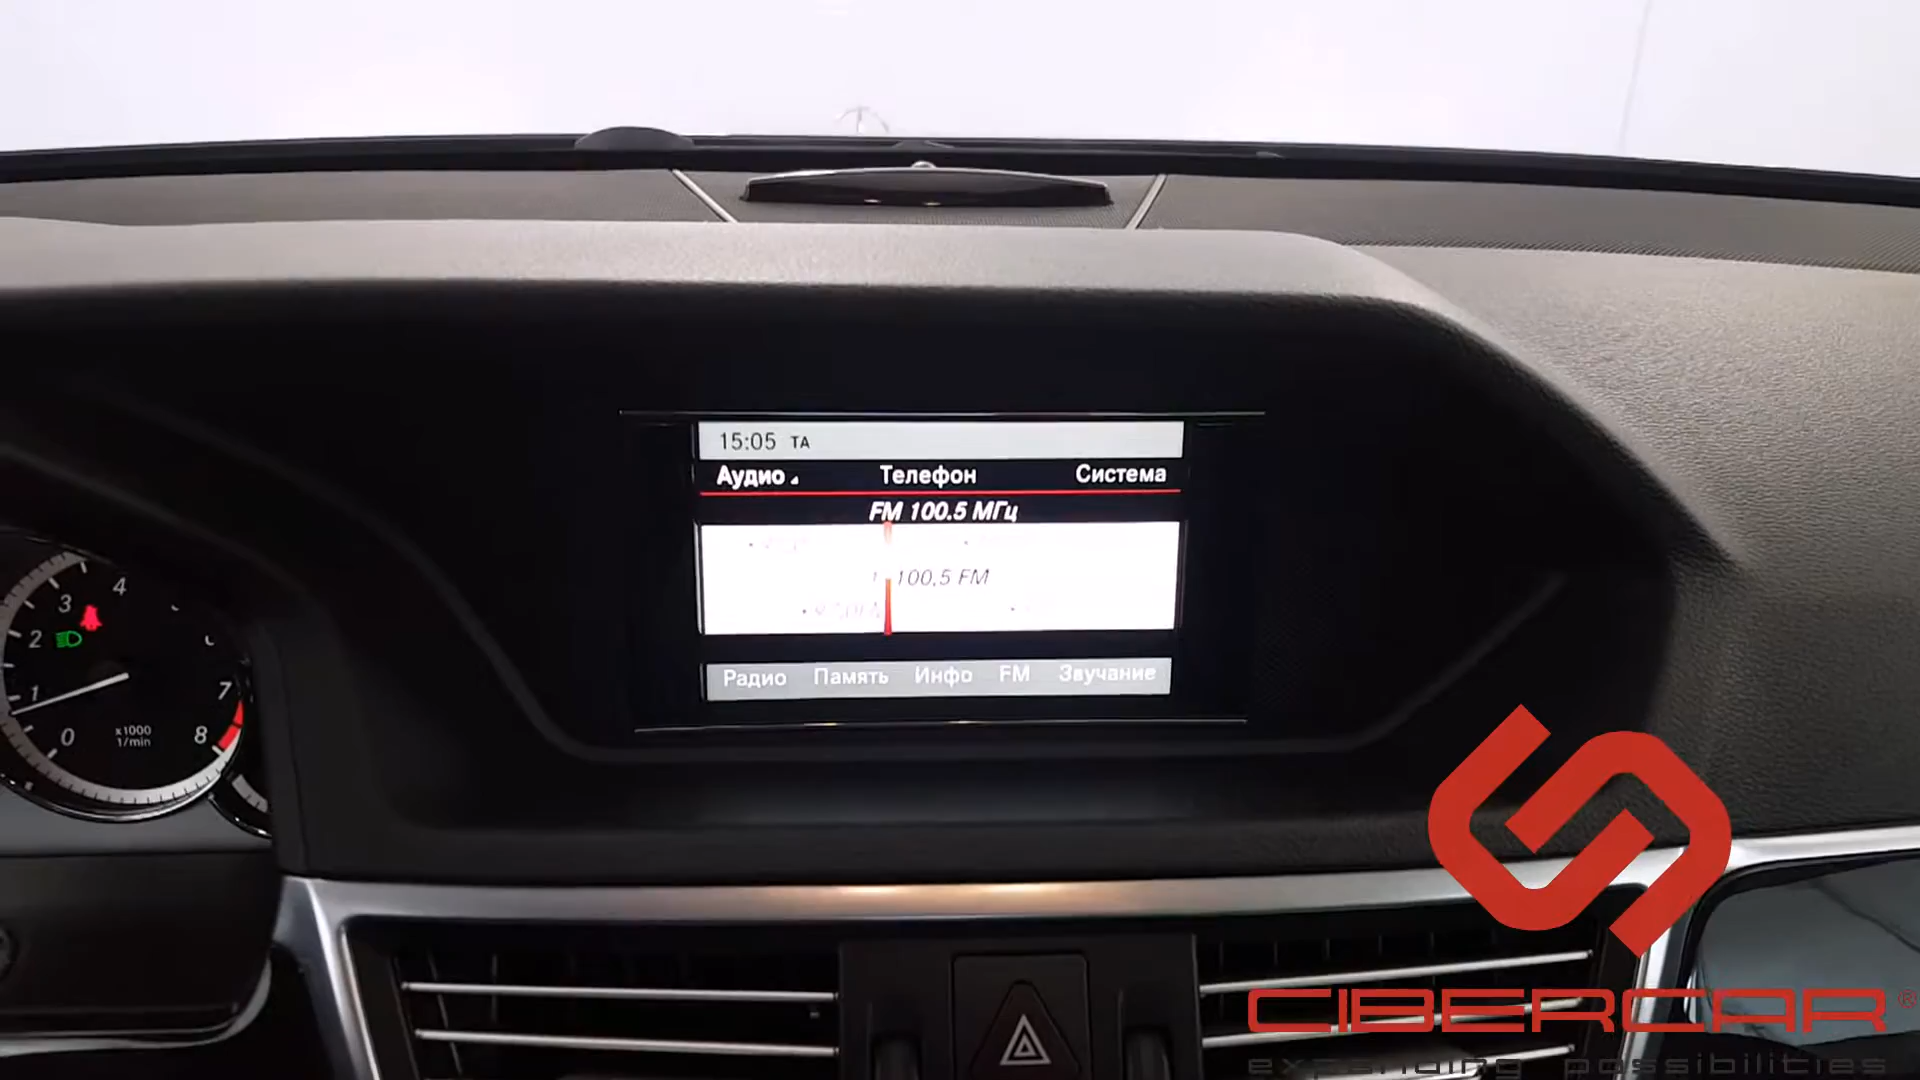 15:05 TA
Аудио Телефон Система
FM 100.5 МГц
100,5 FM
Радио Память Инфо FM Звучание
4
3
2
1
0
7
8
x1000
1/min
CIBERCAR®
expanding possibilities